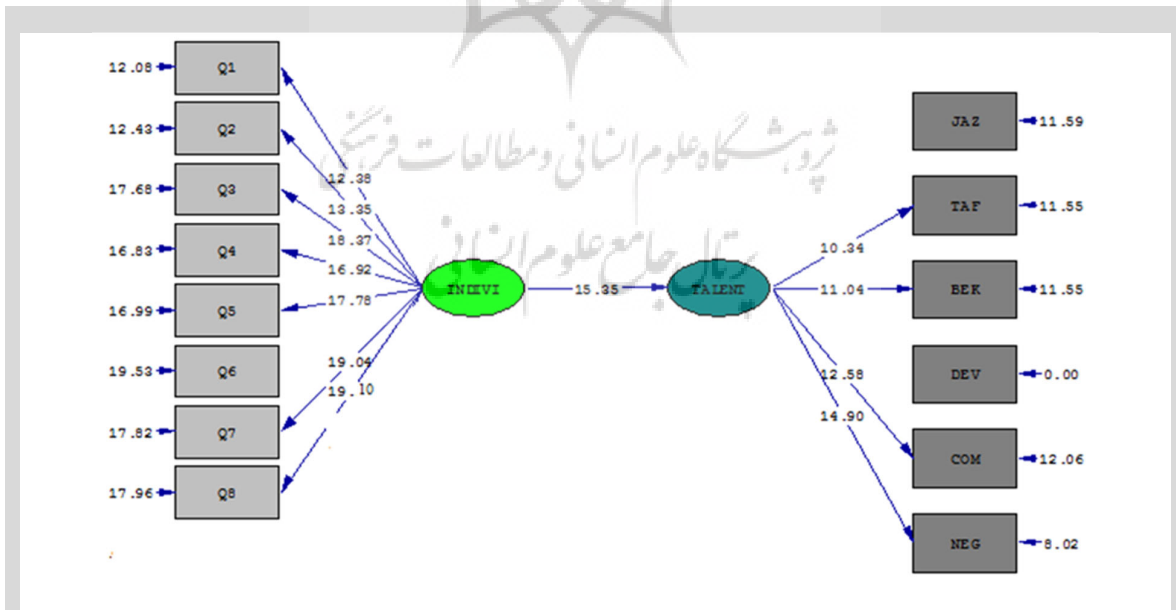 12.08 Q1
12.43 Q2
17.68 Q3
16.83 Q4
16.99 Q5
19.53 Q6
17.82 Q7
17.96 Q8
پژوهشگاه علوم انسانی و مطالعات فرهنگی
پرتال جامع علوم انسانی
12.38
13.35
18.37
16.92
17.78
19.04
19.10
INDIVI
15.35
TALENT
10.34
11.04
12.58
14.90
JAZ 11.59
TAF 11.55
BEK 11.55
DEV 0.00
COM 12.06
NEG 8.02